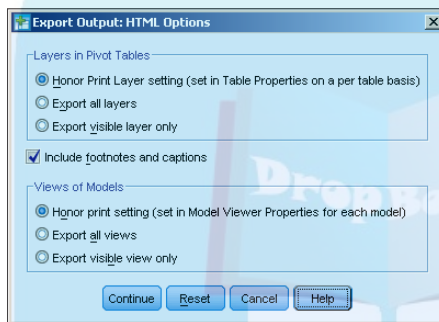 Export Output: HTML Options
Layers in Pivot Tables
Honor Print Layer setting (set in Table Properties on a per table basis)
Export all layers
Export visible layer only
Include footnotes and captions
Views of Models
Honor print setting (set in Model Viewer Properties for each model)
Export all views
Export visible view only
Continue Reset Cancel Help